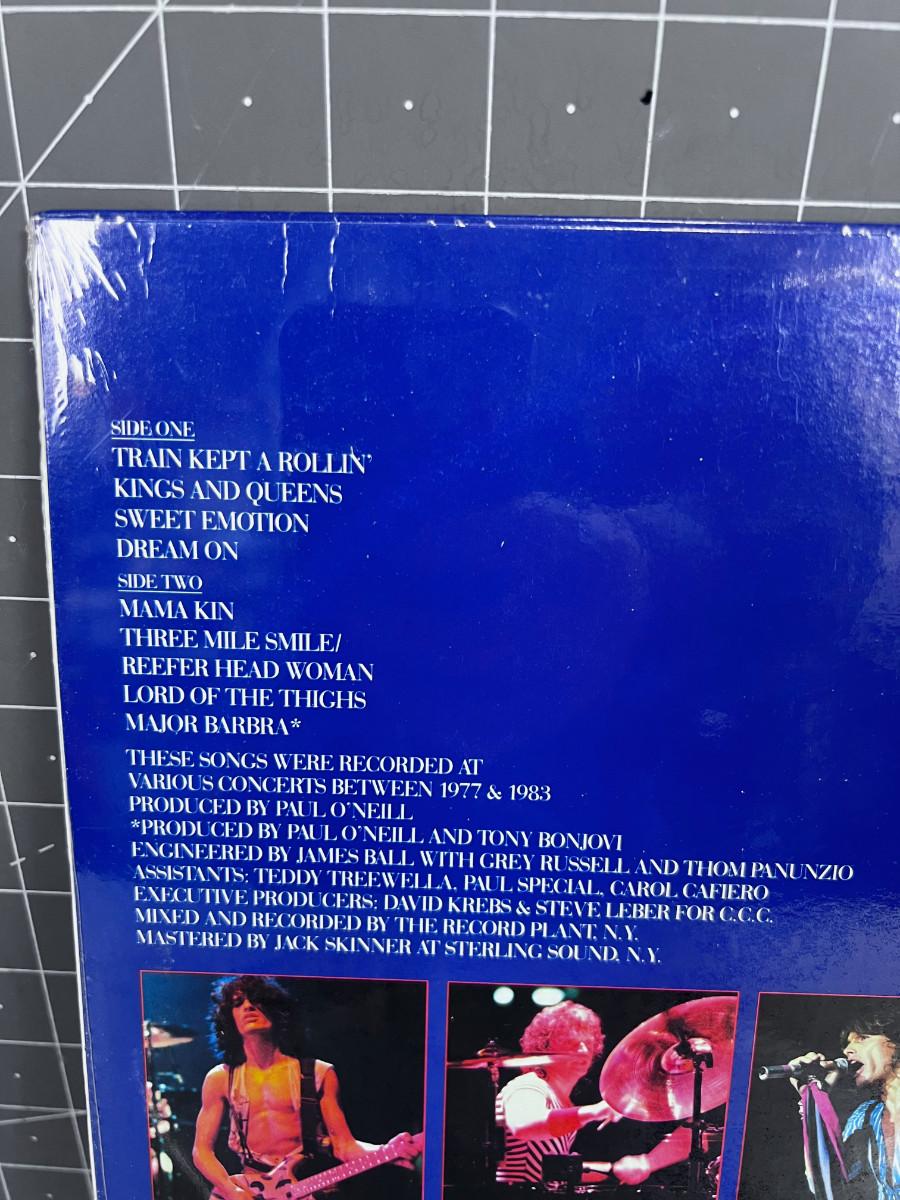 SIDE ONE
TRAIN KEPT A ROLLIN'
KINGS AND QUEENS
SWEET EMOTION
DREAM ON
SIDE TWO
MAMA KIN
THREE MILE SMILE/
REEFER HEAD WOMAN
LORD OF THE THIGHS
MAJOR BARBRA*
THESE SONGS WERE RECORDED AT
VARIOUS CONCERTS BETWEEN 1977 & 1983
PRODUCED BY PAUL O'NEILL
*PRODUCED BY PAUL O'NEILL AND TONY BONJOVI
ENGINEERED BY JAMES BALL WITH GREY RUSSELL AND THOM PANUNZIO
ASSISTANTS: TEDDY TREEWELLA, PAUL SPECIAL, CAROL CAFIERO
EXECUTIVE PRODUCERS: DAVID KREBS & STEVE LEBER FOR C.C.C.
MIXED AND RECORDED BY THE RECORD PLANT, N.Y.
MASTERED BY JACK SKINNER AT STERLING SOUND, N.Y.